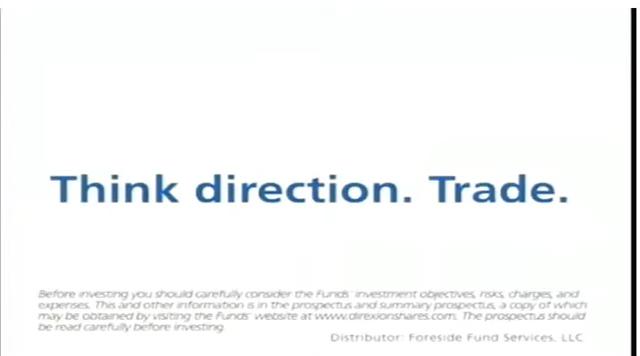 Think direction. Trade.
Before investing you should carefully consider the Funds' investment objectives, risks, charges, and
expenses. This and other information is in the prospectus and summary prospectus, a copy of which
may be obtained by visiting the Funds' website at www.direxionshares.com. The prospectus should
be read carefully before investing.
Distributor: Foreside Fund Services, LLC